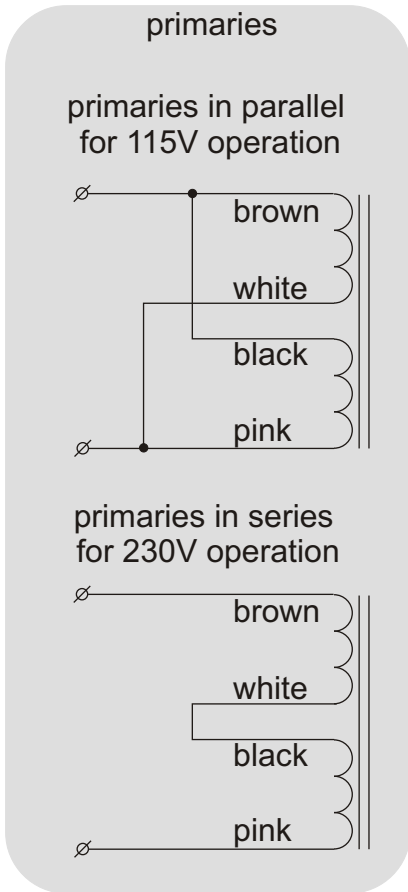 primaries
primaries in parallel
for 115V operation
brown
white
black
pink
primaries in series
for 230V operation
brown
white
black
pink